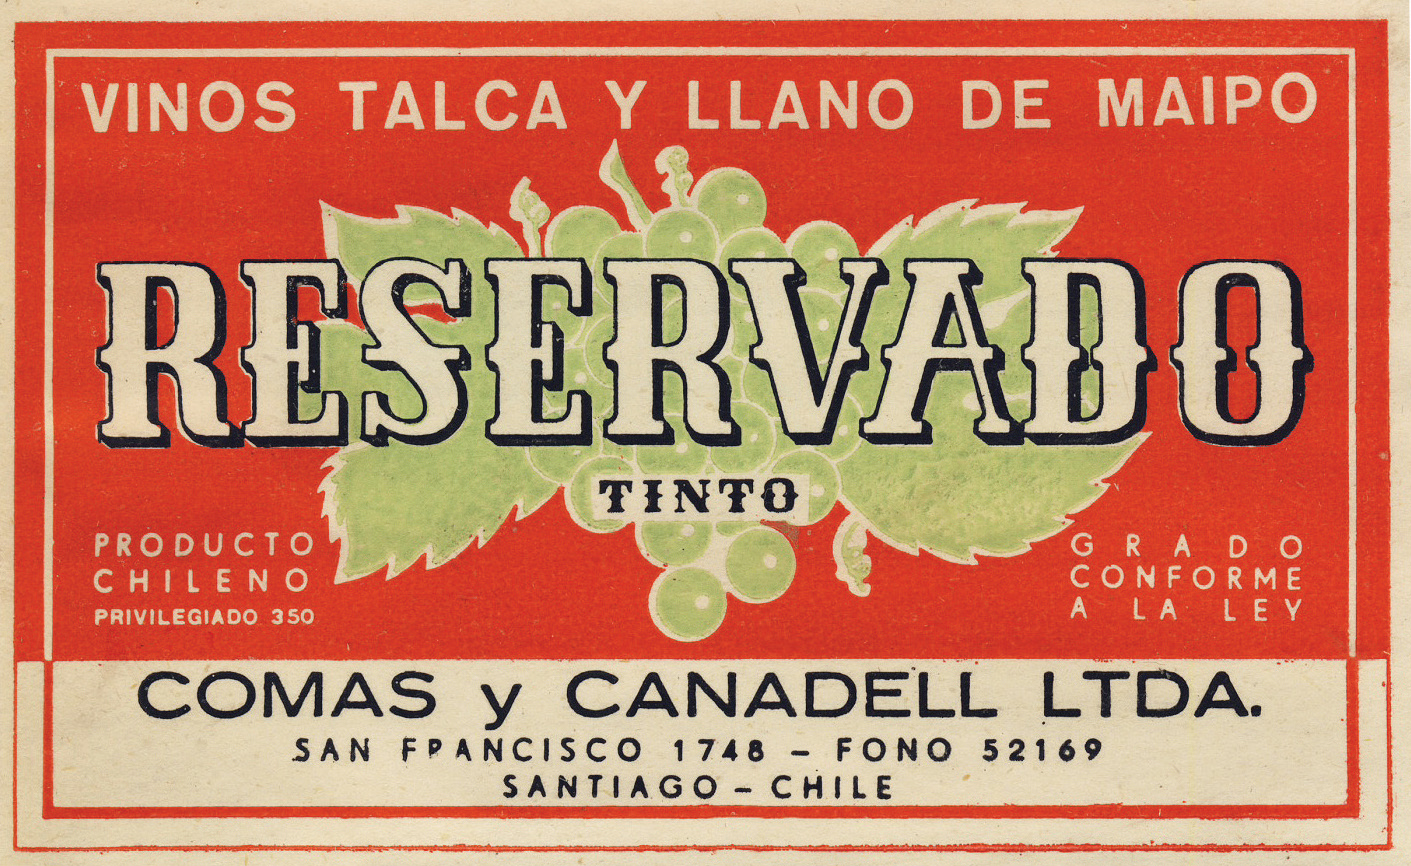 VINOS TALCA Y LLANO DE MAIPO
RESERVADO
TINTO
PRODUCTO
CHILENO
PRIVILEGIADO 350
GRADO
CONFORME
A LA LEY
COMAS y CANADELL LTDA.
SAN FRANCISCO 1748 – FONO 52169
SANTIAGO – CHILE